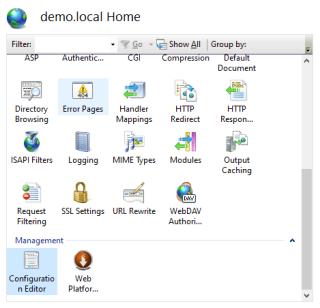 demo.local Home
Filter: Go Show All Group by:
ASP Authentic... CGI Compression Default
Document
Directory Error Pages Handler HTTP HTTP
Browsing Mappings Redirect Respon...
ISAPI Filters Logging MIME Types Modules Output
Caching
Request SSL Settings URL Rewrite WebDAV
Filtering Authori...
DAV
Management
Configuratio Web
n Editor Platfor...